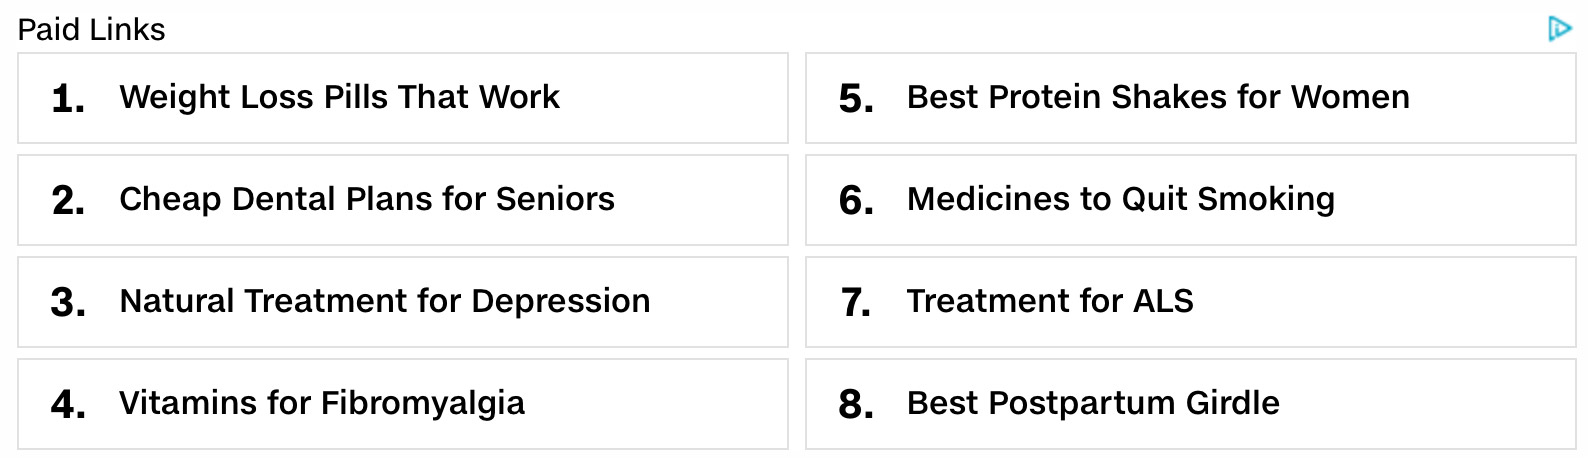 Paid Links
1. Weight Loss Pills That Work
2. Cheap Dental Plans for Seniors
3. Natural Treatment for Depression
4. Vitamins for Fibromyalgia
5. Best Protein Shakes for Women
6. Medicines to Quit Smoking
7. Treatment for ALS
8. Best Postpartum Girdle